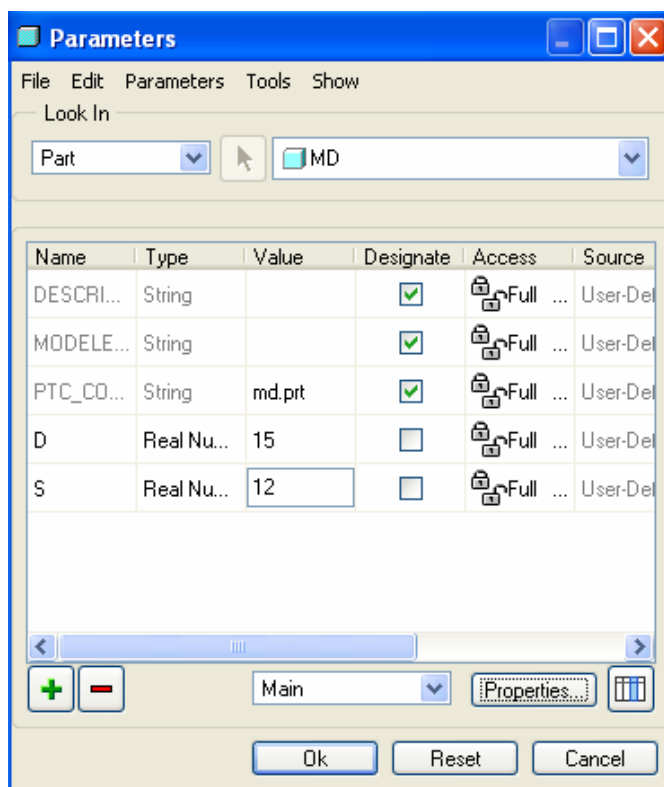 Parameters
File Edit Parameters Tools Show
Look In
Part MD
Name Type Value Designate Access Source
DESCRI... String Full ... User-Def
MODELE... String Full ... User-Def
PTC_CO... String md.prt Full ... User-Def
D Real Nu... 15 Full ... User-Def
S Real Nu... 12 Full ... User-Def
Main Properties...
Ok Reset Cancel